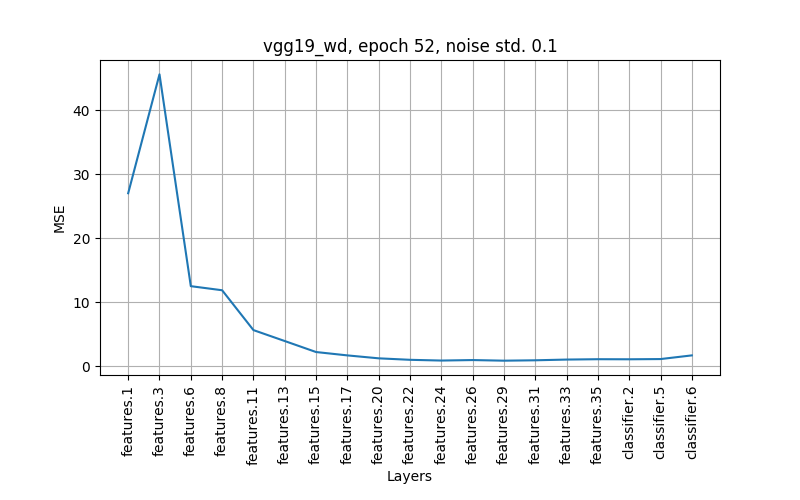 vgg19_wd, epoch 52, noise std. 0.1
MSE
40
30
20
10
0
features.1
features.3
features.6
features.8
features.11
features.13
features.15
features.17
features.20
features.22
features.24
features.26
features.29
features.31
features.33
features.35
classifier.2
classifier.5
classifier.6
Layers